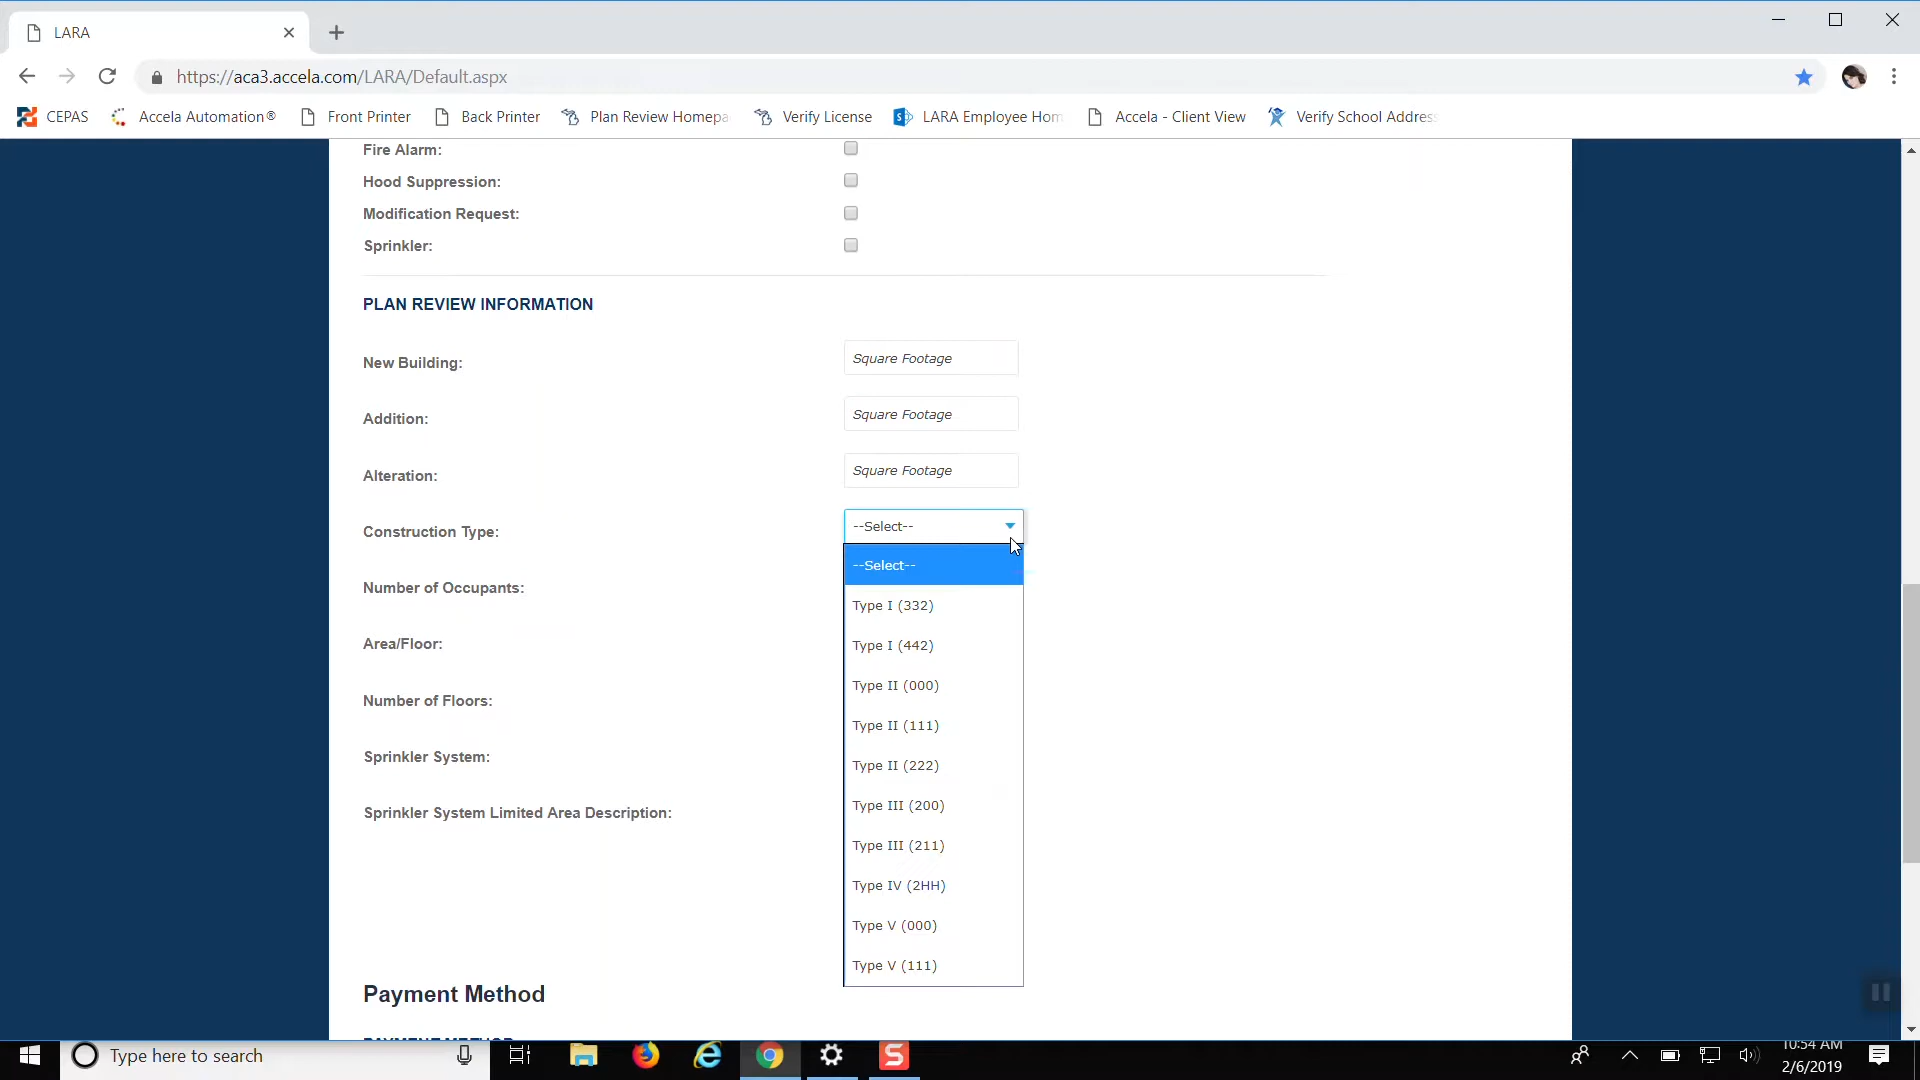 LARA
https://aca3.accela.com/LARA/Default.aspx
CEPAS
Accela Automation®
Front Printer
Back Printer
Plan Review Homepa
Verify License
LARA Employee Hom
Accela - Client View
Verify School Addres
Fire Alarm:
Hood Suppression:
Modification Request:
Sprinkler:
PLAN REVIEW INFORMATION
New Building:
Square Footage
Addition:
Square Footage
Alteration:
Square Footage
Construction Type:
--Select--
--Select--
Type I (332)
Type I (442)
Type II (000)
Type II (111)
Type II (222)
Type III (200)
Type III (211)
Type IV (2HH)
Type V (000)
Type V (111)
Number of Occupants:
Area/Floor:
Number of Floors:
Sprinkler System:
Sprinkler System Limited Area Description:
Payment Method
PAYMENT METHOD
Type here to search
10:54 AM
2/6/2019